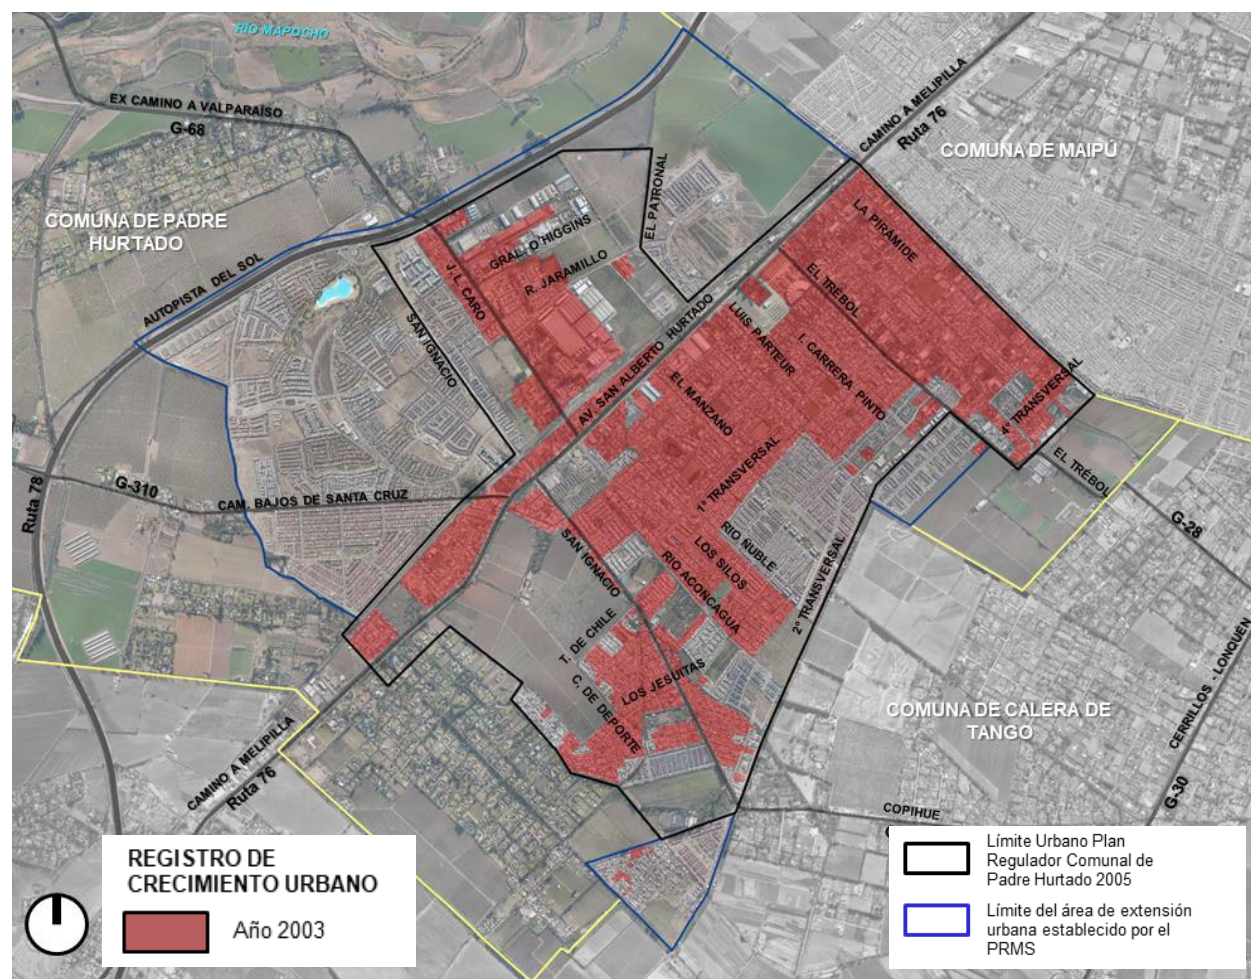 RÍO MAPOCHO
EX CAMINO A VALPARAÍSO
G-68
CAMINO A MELIPILLA
Ruta 76
COMUNA DE MAIPÚ
COMUNA DE PADRE
HURTADO
EL PATRONAL
LA PIRÁMIDE
GRAL. O'HIGGINS
R. JARAMILLO
J. L. CARO
AUTOPISTA DEL SOL
SAN IGNACIO
EL TRÉBOL
LUIS PARTEUR
I. CARRERA PINTO
AV. SAN ALBERTO HURTADO
EL MANZANO
4° TRANSVERSAL
1° TRANSVERSAL
EL TRÉBOL
G-28
Ruta 78
G-310
CAM. BAJOS DE SANTA CRUZ
RIO ÑUBLE
LOS SILOS
RIO ACONCAGUA
2° TRANSVERSAL
SAN IGNACIO
T. DE CHILE
LOS JESUITAS
C. DE DEPORTE
COMUNA DE CALERA DE
TANGO
CERRILLOS - LONQUÉN
G-30
CAMINO A MELIPILLA
Ruta 76
COPIHUE
REGISTRO DE
CRECIMIENTO URBANO
Año 2003
Límite Urbano Plan
Regulador Comunal de
Padre Hurtado 2005
Límite del área de extensión
urbana establecido por el
PRMS